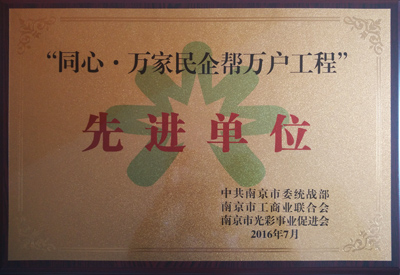 “同心·万家民企帮万户工程”
先进单位
中共南京市委统战部
南京市工商业联合会
南京市光彩事业促进会
2016年7月